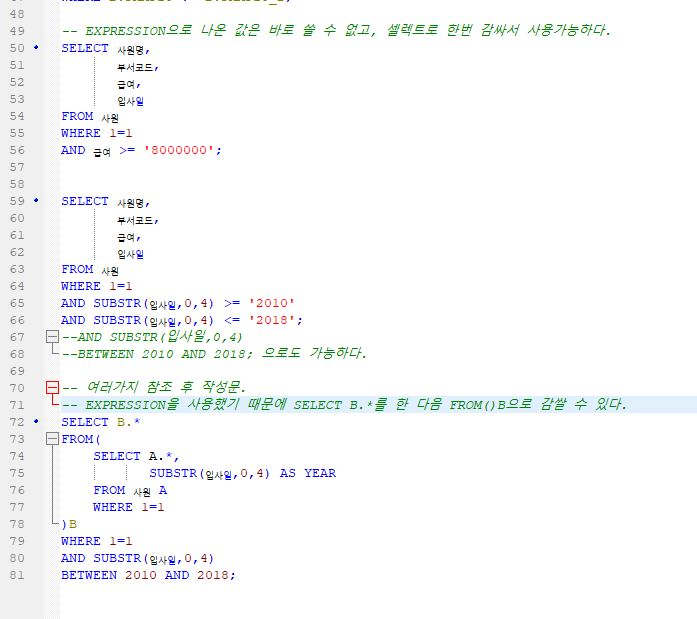 48
49 -- EXPRESSION으로 나온 값은 바로 쓸 수 없고, 셀렉트로 한번 감싸서 사용가능하다.
50 SELECT 사원명,
51 부서코드,
52 급여,
53 입사일
54 FROM 사원
55 WHERE 1=1
56 AND 급여 >= '8000000';
57
58
59 SELECT 사원명,
60 부서코드,
61 급여,
62 입사일
63 FROM 사원
64 WHERE 1=1
65 AND SUBSTR(입사일,0,4) >= '2010'
66 AND SUBSTR(입사일,0,4) <= '2018';
67 --AND SUBSTR(입사일,0,4)
68 --BETWEEN 2010 AND 2018; 으로도 가능하다.
69
70 -- 여러가지 참조 후 작성문.
71 -- EXPRESSION을 사용했기 때문에 SELECT B.*를 한 다음 FROM()B으로 감쌀 수 있다.
72 SELECT B.*
73 FROM(
74 SELECT A.*,
75 SUBSTR(입사일,0,4) AS YEAR
76 FROM 사원 A
77 WHERE 1=1
78 )B
79 WHERE 1=1
80 AND SUBSTR(입사일,0,4)
81 BETWEEN 2010 AND 2018;